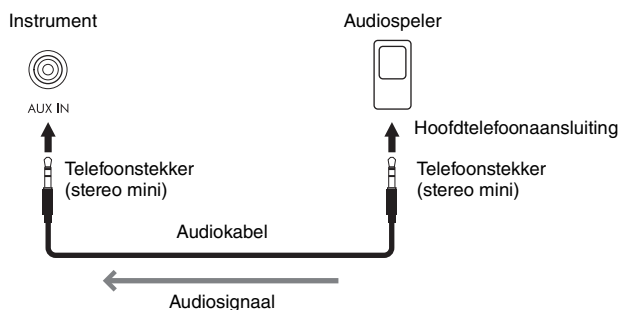 Instrument
Audiospeler
AUX IN
Hoofdtelefoonaansluiting
Telefoonstekker
(stereo mini)
Telefoonstekker
(stereo mini)
Audiokabel
Audiosignaal